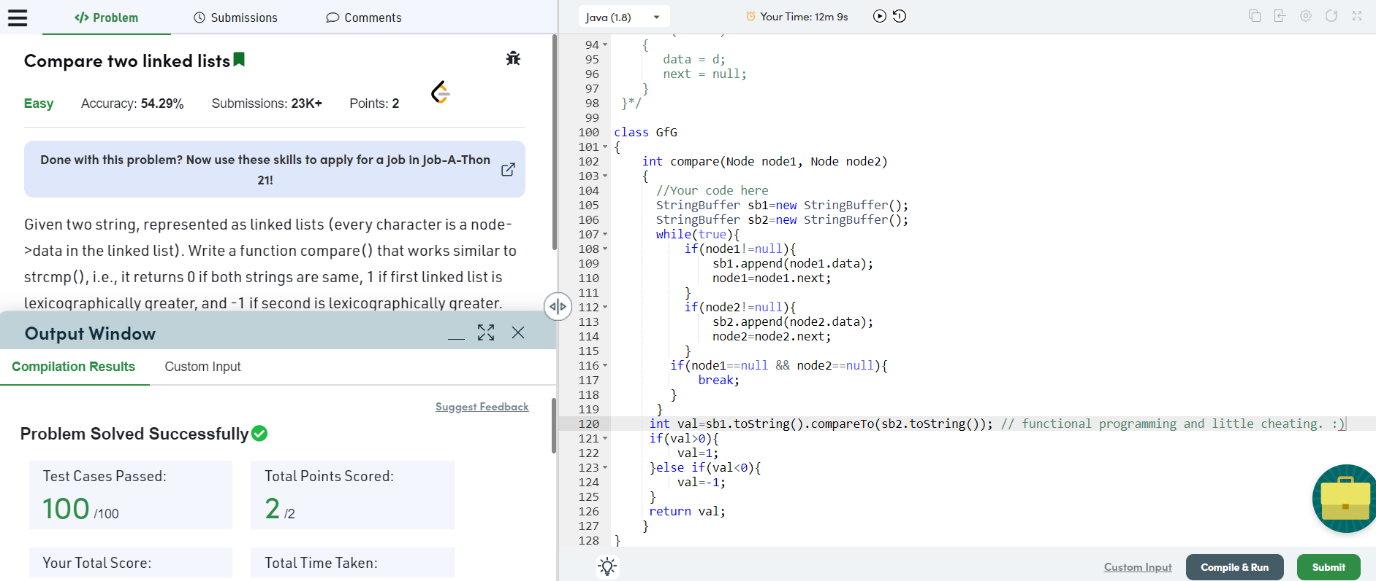 </> Problem
Submissions
Comments
Compare two linked lists
Easy Accuracy: 54.29% Submissions: 23K+ Points: 2
Done with this problem? Now use these skills to apply for a job in Job-A-Thon
21!
Given two string, represented as linked lists (every character is a node-
>data in the linked list). Write a function compare() that works similar to
strcmp(), i.e., it returns 0 if both strings are same, 1 if first linked list is
lexicographically greater, and -1 if second is lexicographically greater.
Output Window
Compilation Results Custom Input
Suggest Feedback
Problem Solved Successfully
Test Cases Passed:
100 /100
Total Points Scored:
2 /2
Your Total Score:
Total Time Taken:
Java (1.8)
Your Time: 12m 9s
94 {
95 data = d;
96 next = null;
97 }
98 }*/
99
100 class GfG
101 {
102 int compare(Node node1, Node node2)
103 {
104 //Your code here
105 StringBuffer sb1=new StringBuffer();
106 StringBuffer sb2=new StringBuffer();
107 while(true){
108 if(node1!=null){
109 sb1.append(node1.data);
110 node1=node1.next;
111 }
112 if(node2!=null){
113 sb2.append(node2.data);
114 node2=node2.next;
115 }
116 if(node1==null && node2==null){
117 break;
118 }
119 }
120 int val=sb1.toString().compareTo(sb2.toString()); // functional programming and little cheating. :)
121 if(val>0){
122 val=1;
123 }else if(val<0){
124 val=-1;
125 }
126 return val;
127 }
128 }
Custom Input
Compile & Run
Submit